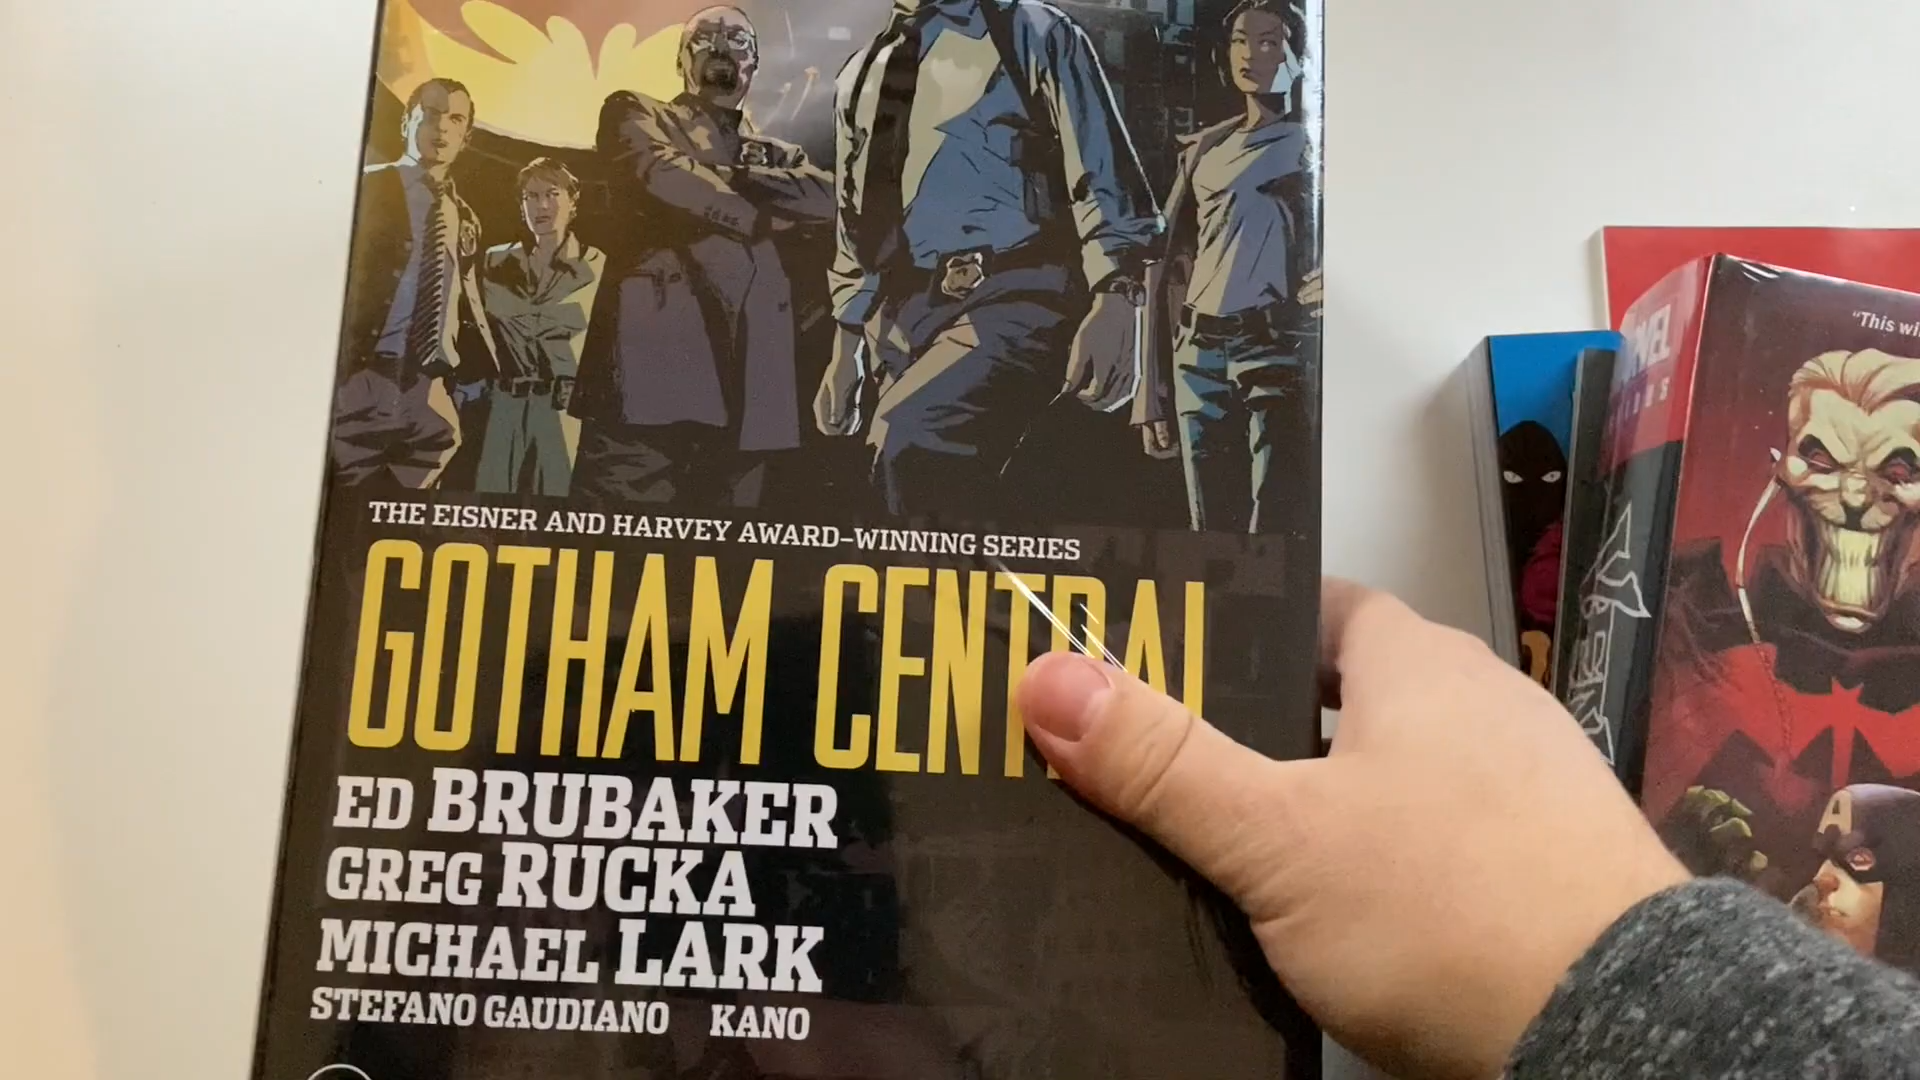 THE EISNER AND HARVEY AWARD-WINNING SERIES
GOTHAM CENTRAL
ED BRUBAKER
GREG RUCKA
MICHAEL LARK
STEFANO GAUDIANO KANO
"This
A